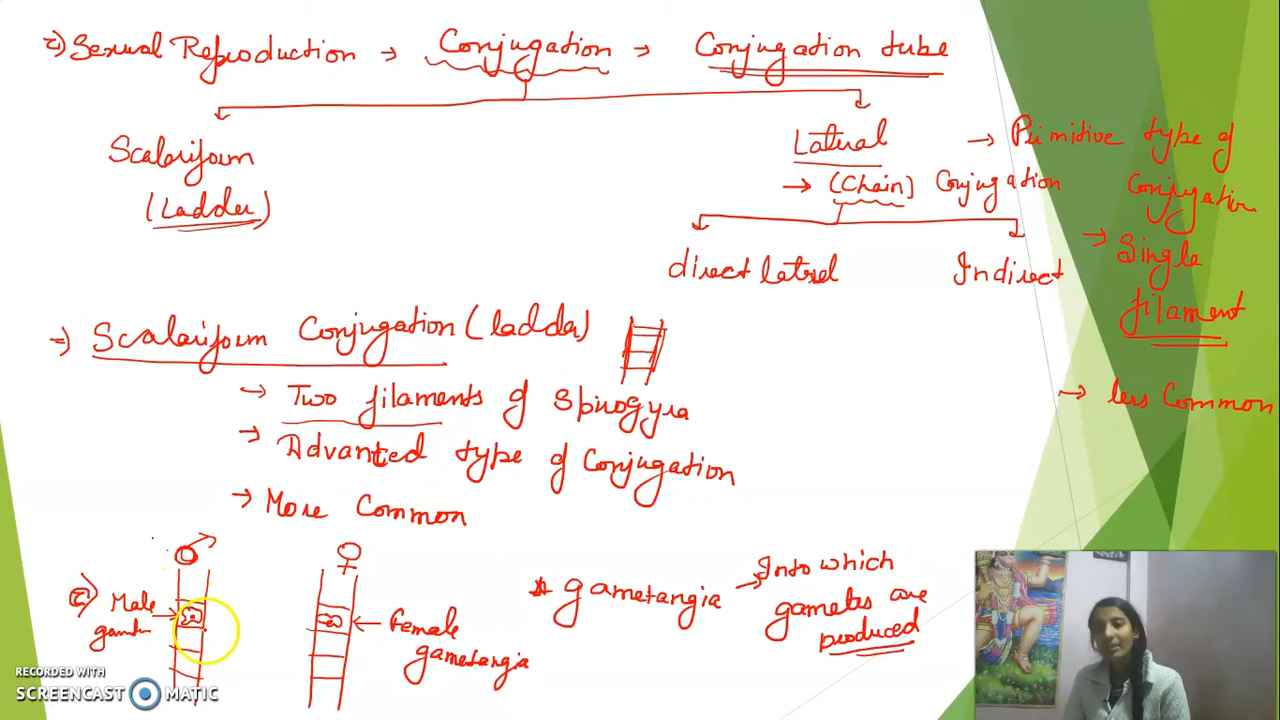 c) Sexual Reproduction → Conjugation → Conjugation tube
Scalariform
(Ladder)
Lateral
→ (Chain) Conjugation
direct lateral
Indirect
→ Primitive type of
Conjugation
→ Single
filament
→ less Common
→ Scalariform Conjugation (ladder)
→ Two filaments of Spirogyra
→ Advanced type of Conjugation
→ More Common
♂
♀
Male
Female
gametangia
* gametangia → Into which
gametes are
produced
RECORDED WITH
SCREENCAST MATIC